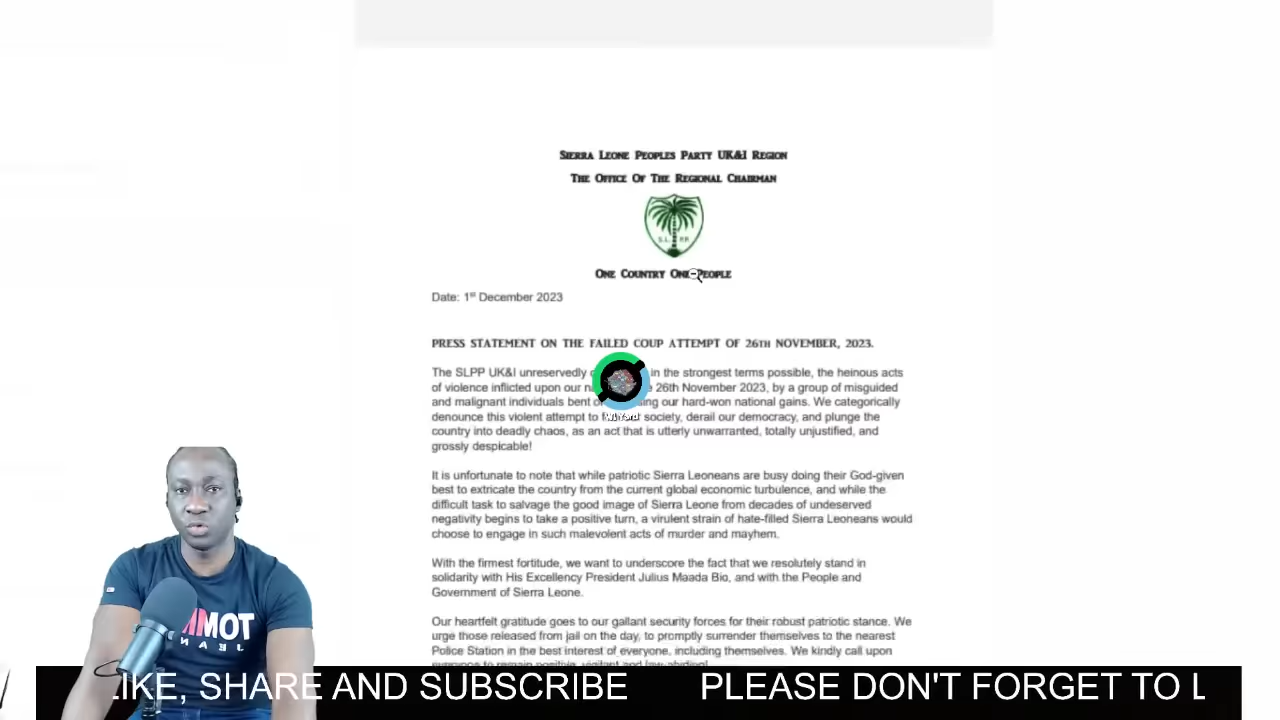 SIERRA LEONE PEOPLES PARTY UK&I REGION
THE OFFICE OF THE REGIONAL CHAIRMAN
S.L.PP
ONE COUNTRY ONE PEOPLE
Date: 1st December 2023
PRESS STATEMENT ON THE FAILED COUP ATTEMPT OF 26TH NOVEMBER, 2023.
The SLPP UK&I unreservedly in the strongest terms possible, the heinous acts
of violence inflicted upon our 26th November 2023, by a group of misguided
and malignant individuals bent our hard-won national gains. We categorically
denounce this violent attempt to society, derail our democracy, and plunge the
country into deadly chaos, as an act that is utterly unwarranted, totally unjustified, and
grossly despicable!
It is unfortunate to note that while patriotic Sierra Leoneans are busy doing their God-given
best to extricate the country from the current global economic turbulence, and while the
difficult task to salvage the good image of Sierra Leone from decades of undeserved
negativity begins to take a positive turn, a virulent strain of hate-filled Sierra Leoneans would
choose to engage in such malevolent acts of murder and mayhem.
With the firmest fortitude, we want to underscore the fact that we resolutely stand in
solidarity with His Excellency President Julius Maada Bio, and with the People and
Government of Sierra Leone.
Our heartfelt gratitude goes to our gallant security forces for their robust patriotic stance. We
urge those released from jail on the day, to promptly surrender themselves to the nearest
Police Station in the best interest of everyone, including themselves. We kindly call upon
to remain positive, vigilant and law-abiding!
TOMM
JEAN
LIKE, SHARE AND SUBSCRIBE PLEASE DON'T FORGET TO L